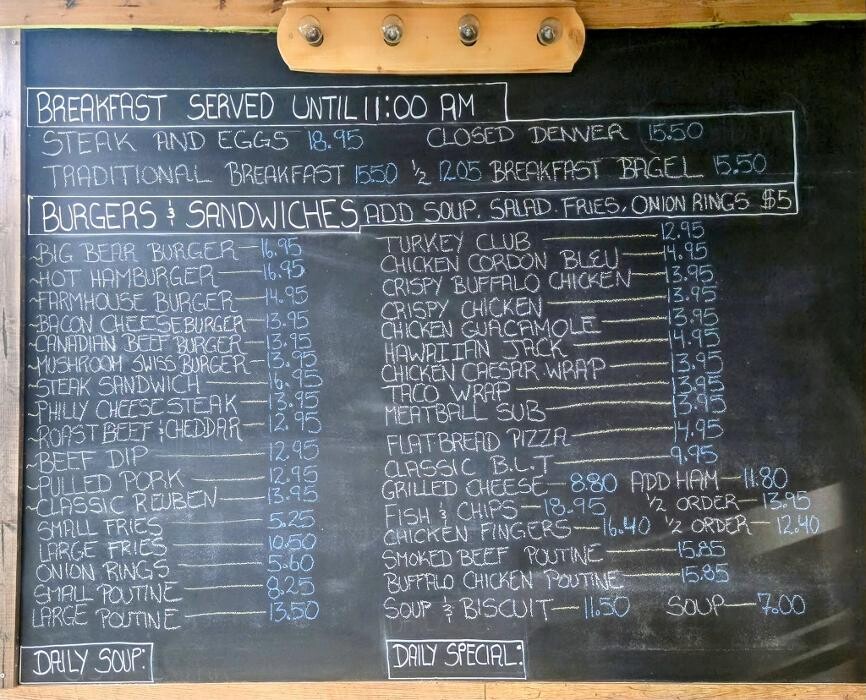 BREAKFAST SERVED UNTIL 11:00 AM
STEAK AND EGGS 18.95 CLOSED DENVER 15.50
TRADITIONAL BREAKFAST 15.50 ½ 12.05 BREAKFAST BAGEL 15.50
BURGERS & SANDWICHES ADD SOUP, SALAD, FRIES, ONION RINGS $5
~BIG BEAR BURGER—16.95
~HOT HAMBURGER—16.95
~FARMHOUSE BURGER—14.95
~BACON CHEESEBURGER—13.95
~CANADIAN BEEF BURGER—13.95
~MUSHROOM SWISS BURGER—13.95
~STEAK SANDWICH—16.95
~PHILLY CHEESESTEAK—13.95
~ROAST BEEF & CHEDDAR—12.95
~BEEF DIP—12.95
~PULLED PORK—12.95
~CLASSIC REUBEN—13.95
SMALL FRIES—5.25
LARGE FRIES—10.50
ONION RINGS—5.60
SMALL POUTINE—8.25
LARGE POUTINE—13.50
DAILY SOUP:
TURKEY CLUB—12.95
CHICKEN CORDON BLEU—14.95
CRISPY BUFFALO CHICKEN—13.95
CRISPY CHICKEN—13.95
CHICKEN GUACAMOLE—13.95
HAWAIIAN JACK—14.95
CHICKEN CAESAR WRAP—13.95
TACO WRAP—13.95
MEATBALL SUB—13.95
FLATBREAD PIZZA—14.95
CLASSIC B.L.T—9.95
GRILLED CHEESE—8.80 ADD HAM—11.80
FISH & CHIPS—18.95 ½ ORDER—13.95
CHICKEN FINGERS—16.40 ½ ORDER—12.40
SMOKED BEEF POUTINE—15.85
BUFFALO CHICKEN POUTINE—15.85
SOUP & BISCUIT—11.50 SOUP—7.00
DAILY SPECIAL: